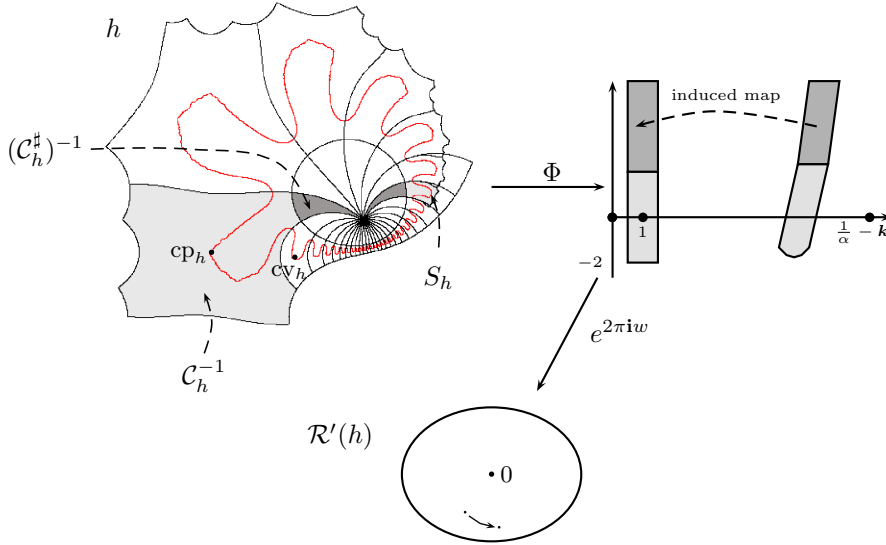 h
(𝒞_h^♯)^{-1}
cp_h
cv_h
S_h
𝒞_h^{-1}
Φ
induced map
1
1/α − k
−2
e^{2πiw}
ℛ′(h)
0